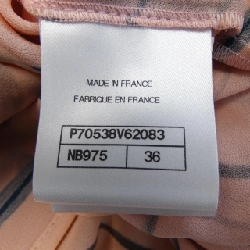 MADE IN FRANCE
FABRIQUE EN FRANCE
P70538V62083
NB975 36